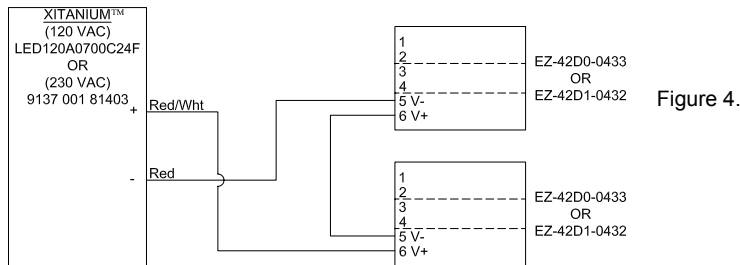 XITANIUM™
(120 VAC)
LED120A0700C24F
OR
(230 VAC)
9137 001 81403
+
Red/Wht
-
Red
1
2
3
4
5 V-
6 V+
EZ-42D0-0433
OR
EZ-42D1-0432
Figure 4.
1
2
3
4
5 V-
6 V+
EZ-42D0-0433
OR
EZ-42D1-0432